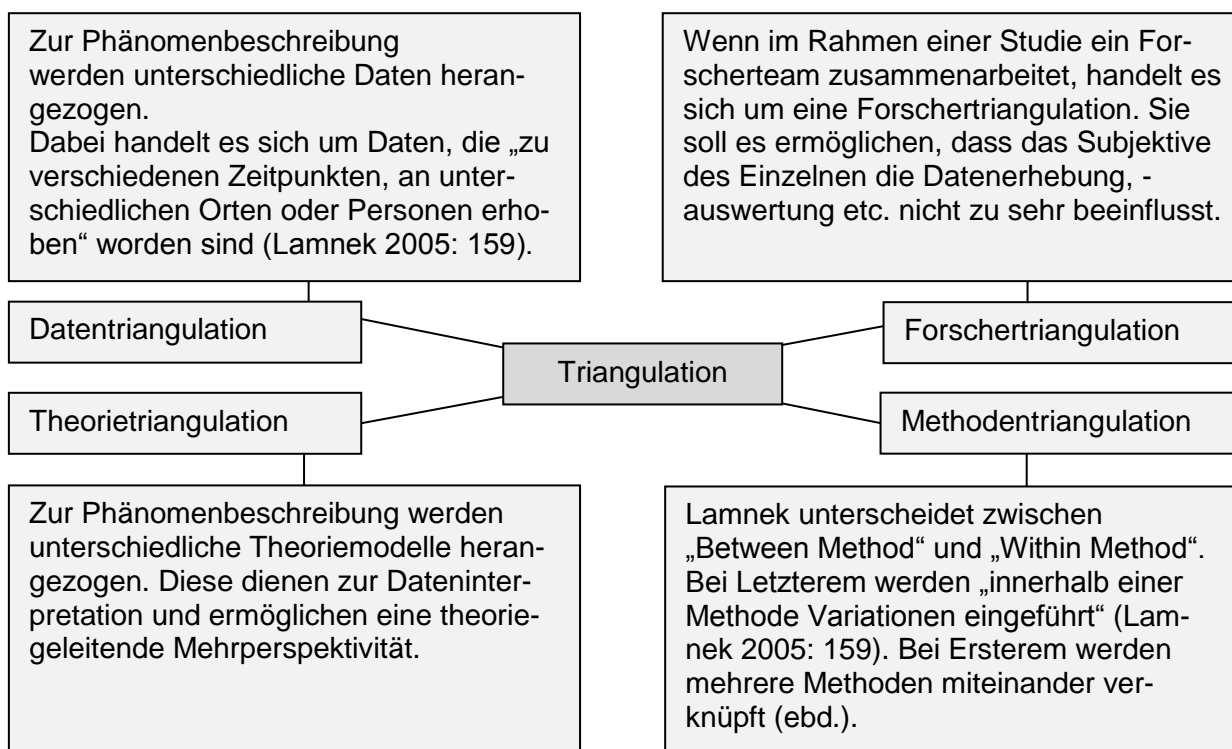 Zur Phänomenbeschreibung
werden unterschiedliche Daten heran-
gezogen.
Dabei handelt es sich um Daten, die „zu
verschiedenen Zeitpunkten, an unter-
schiedlichen Orten oder Personen erho-
ben“ worden sind (Lamnek 2005: 159).
Wenn im Rahmen einer Studie ein For-
scherteam zusammenarbeitet, handelt es
sich um eine Forschertriangulation. Sie
soll es ermöglichen, dass das Subjektive
des Einzelnen die Datenerhebung, -
auswertung etc. nicht zu sehr beeinflusst.
Datentriangulation
Forschertriangulation
Triangulation
Theorietriangulation
Methodentriangulation
Zur Phänomenbeschreibung werden
unterschiedliche Theoriemodelle heran-
gezogen. Diese dienen zur Dateninter-
pretation und ermöglichen eine theorie-
geleitende Mehrperspektivität.
Lamnek unterscheidet zwischen
„Between Method“ und „Within Method“.
Bei Letzterem werden „innerhalb einer
Methode Variationen eingeführt“ (Lam-
nek 2005: 159). Bei Ersterem werden
mehrere Methoden miteinander ver-
knüpft (ebd.).